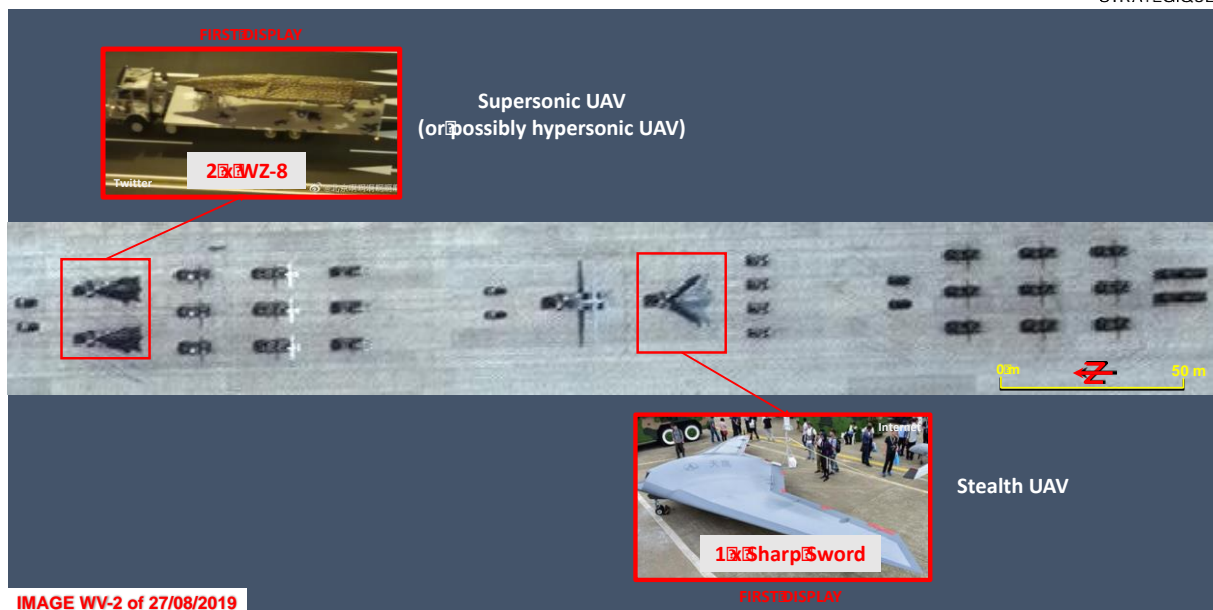 FIRST DISPLAY
Supersonic UAV
(or possibly hypersonic UAV)
2 x WZ-8
Twitter
0 m
Z
50 m
Internet
Stealth UAV
1 x Sharp Sword
IMAGE WV-2 of 27/08/2019
FIRST DISPLAY